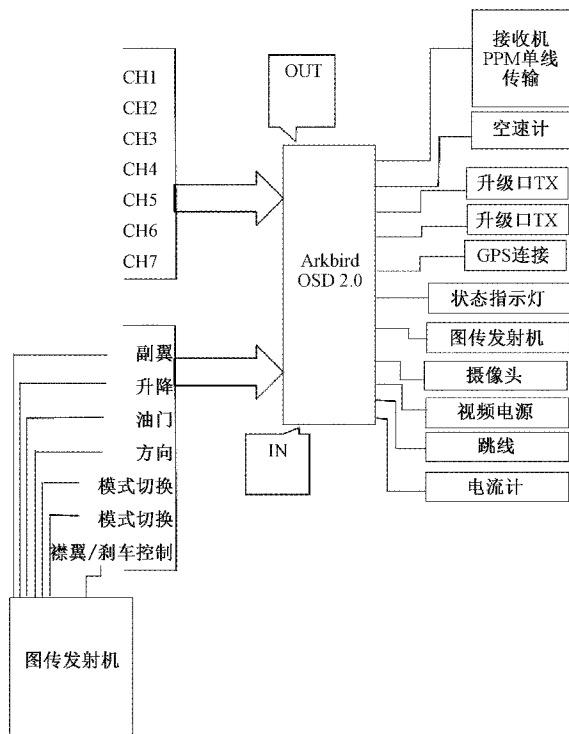 CH1
CH2
CH3
CH4
CH5
CH6
CH7
副翼
升降
油门
方向
模式切换
模式切换
襟翼/刹车控制
图传发射机
OUT
Arkbird
OSD 2.0
IN
接收机
PPM单线
传输
空速计
升级口TX
升级口TX
GPS连接
状态指示灯
图传发射机
摄像头
视频电源
跳线
电流计